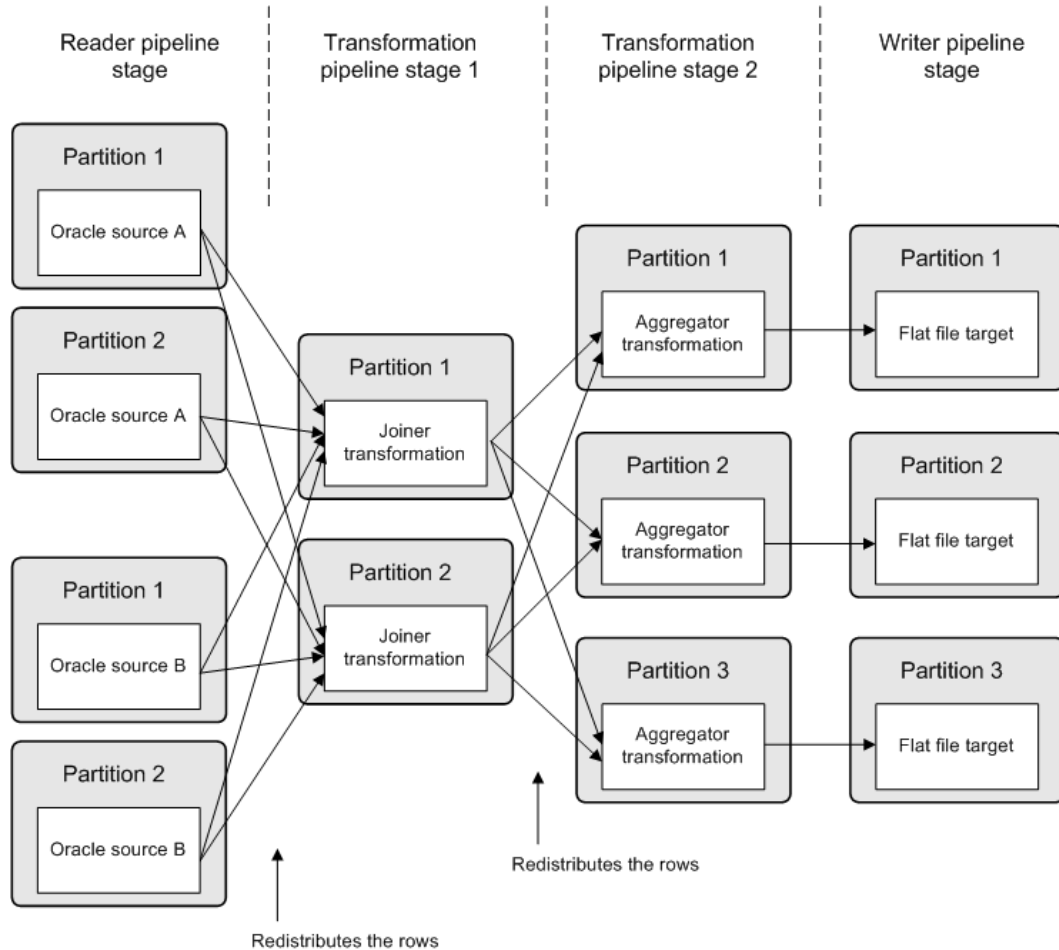 Reader pipeline
stage
Transformation
pipeline stage 1
Transformation
pipeline stage 2
Writer pipeline
stage
Partition 1
Oracle source A
Partition 2
Oracle source A
Partition 1
Oracle source B
Partition 2
Oracle source B
Partition 1
Joiner
transformation
Partition 2
Joiner
transformation
Partition 1
Aggregator
transformation
Partition 2
Aggregator
transformation
Partition 3
Aggregator
transformation
Partition 1
Flat file target
Partition 2
Flat file target
Partition 3
Flat file target
Redistributes the rows
Redistributes the rows